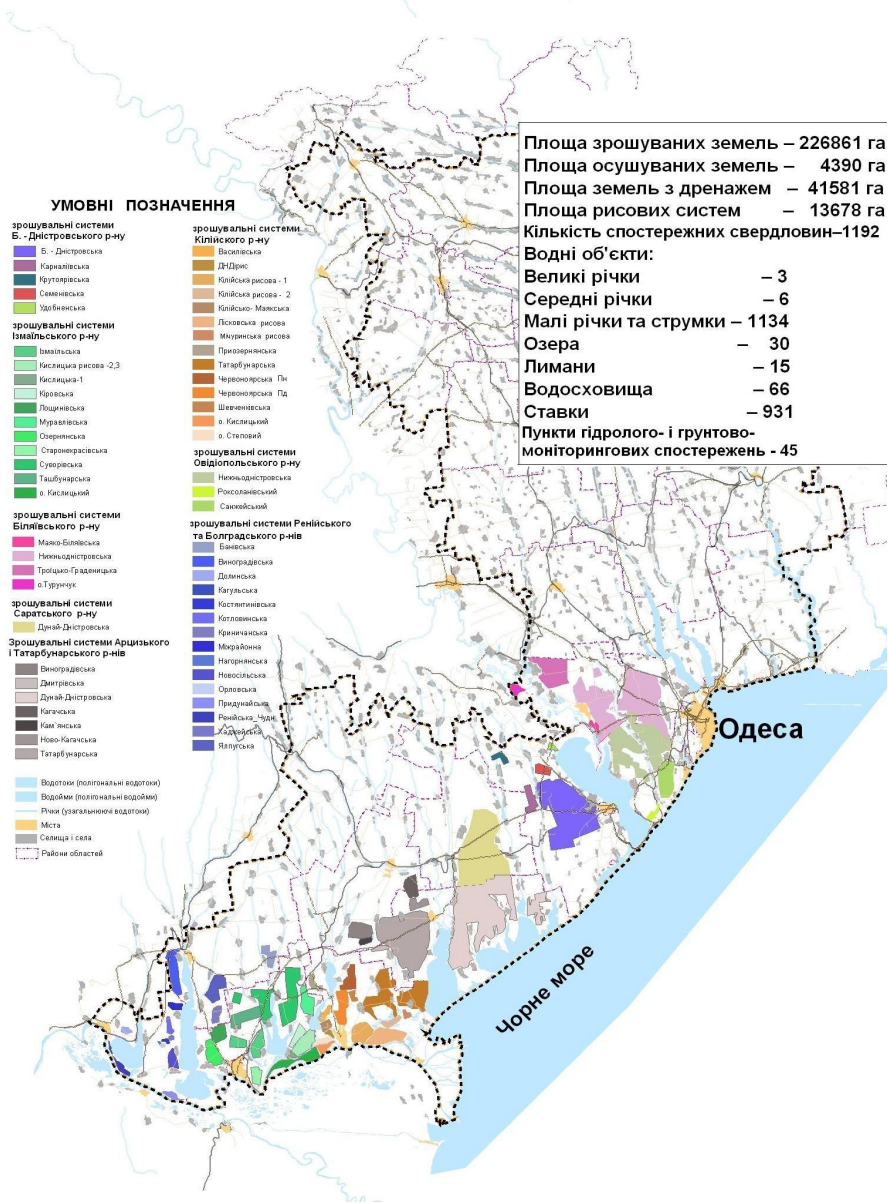 Площа зрошуваних земель – 226861 га
Площа осушуваних земель – 4390 га
Площа земель з дренажем – 41581 га
Площа рисових систем – 13678 га
Кількість спостережних свердловин–1192
Водні об'єкти:
Великі річки – 3
Середні річки – 6
Малі річки та струмки – 1134
Озера – 30
Лимани – 15
Водосховища – 66
Ставки – 931
Пункти гідролого- і грунтово-
моніторингових спостережень - 45
УМОВНІ ПОЗНАЧЕННЯ
зрошувальні системи
Б. - Дністровського р-ну
Б. - Дністровська
Карналіївська
Крутоярівська
Семенівська
Удобненська
зрошувальні системи
Ізмаїльського р-ну
Ізмаїльська
Кислицька рисова -2,3
Кислицька-1
Кіровська
Лощинівська
Муравлівська
Озернянська
Старонекрасівська
Суворівська
Ташбунарська
о. Кислицький
зрошувальні системи
Біляївського р-ну
Маяко-Біляївська
Нижньодністровська
Троїцько-Граденицька
о.Турунчук
зрошувальні системи
Саратського р-ну
Дунай-Дністровська
Зрошувальні системи Арцизького
і Татарбунарського р-нів
Виноградівська
Дмитрівська
Дунай-Дністровська
Кагачська
Кам'янська
Ново-Кагачська
Татарбунарська
Водотоки (полігональні водотоки)
Водойми (полігональні водойми)
Річки (узагальнюючі водотоки)
Міста
Селища і села
Райони областей
зрошувальні системи
Кілійского р-ну
Василівська
ДНДірис
Кілійська рисова - 1
Кілійська рисова - 2
Кілійсько- Маякська
Лісковська рисова
Мічуринська рисова
Приозернянська
Татарбунарська
Червоноярська Пн
Червоноярська Пд
Шевченківська
о. Кислицький
о. Степовий
зрошувальні системи
Овідіопольського р-ну
Нижньодністровська
Роксоланівський
Санжейський
зрошувальні системи Ренійського
та Болградського р-нів
Банівська
Виноградівська
Долинська
Кагульська
Костянтинівська
Котловинська
Криничанська
Міжрайонна
Нагорнянська
Новосільська
Орловська
Придунайська
Ренійська_Чудн
Хаджейська
Ялпугська
Одеса
Чорне море